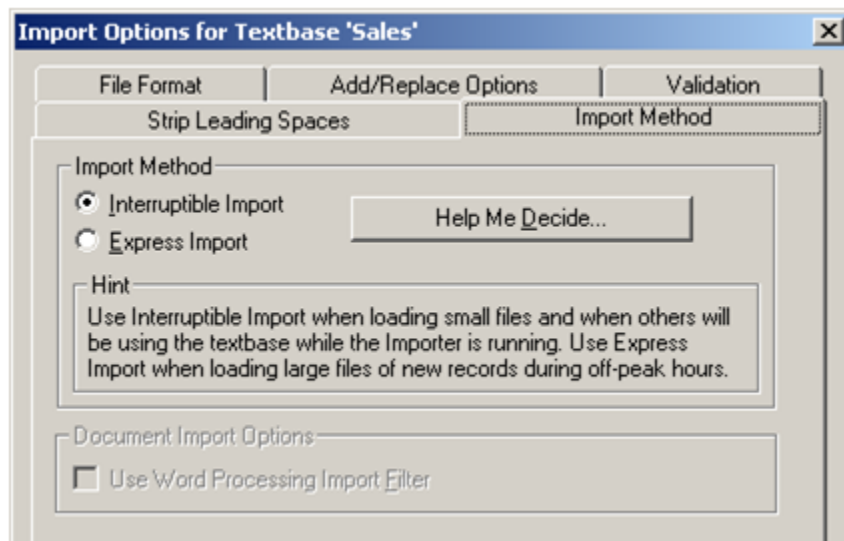 Import Options for Textbase 'Sales'
File Format
Add/Replace Options
Validation
Strip Leading Spaces
Import Method
Import Method
Interruptible Import
Help Me Decide...
Express Import
Hint
Use Interruptible Import when loading small files and when others will
be using the textbase while the Importer is running. Use Express
Import when loading large files of new records during off-peak hours.
Document Import Options
Use Word Processing Import Filter